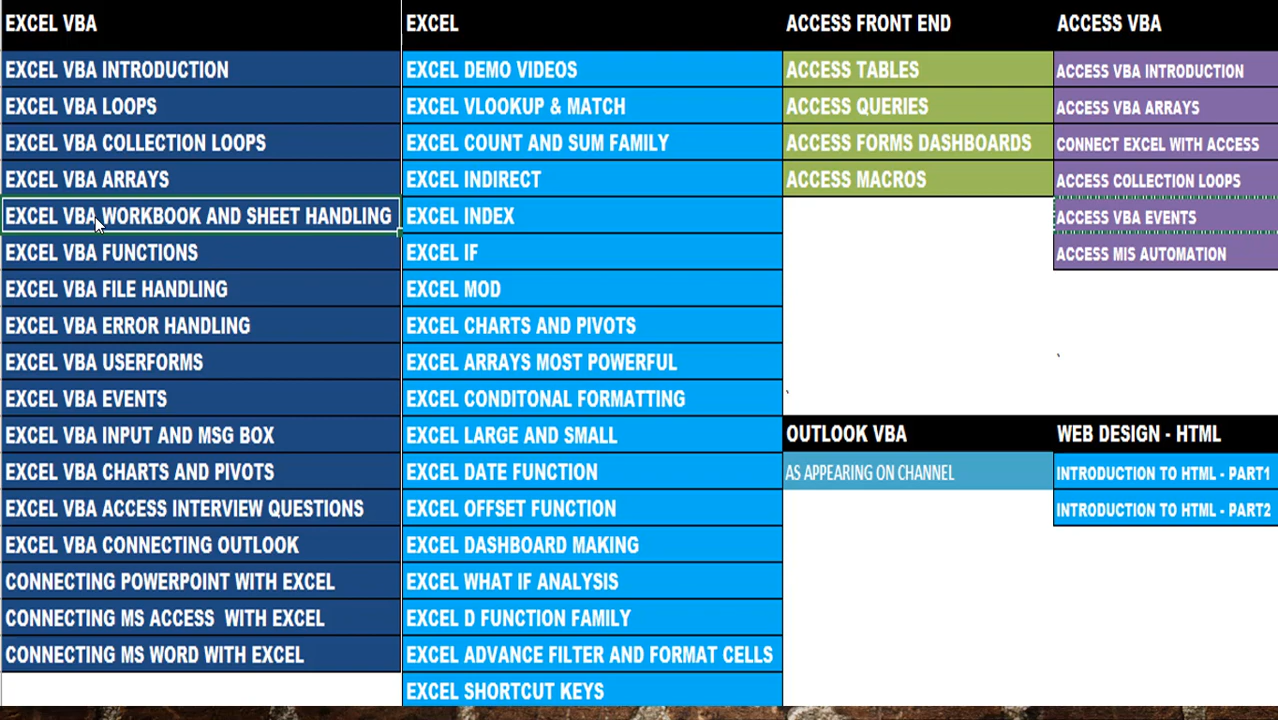 EXCEL VBA
EXCEL VBA INTRODUCTION
EXCEL VBA LOOPS
EXCEL VBA COLLECTION LOOPS
EXCEL VBA ARRAYS
EXCEL VBA WORKBOOK AND SHEET HANDLING
EXCEL VBA FUNCTIONS
EXCEL VBA FILE HANDLING
EXCEL VBA ERROR HANDLING
EXCEL VBA USERFORMS
EXCEL VBA EVENTS
EXCEL VBA INPUT AND MSG BOX
EXCEL VBA CHARTS AND PIVOTS
EXCEL VBA ACCESS INTERVIEW QUESTIONS
EXCEL VBA CONNECTING OUTLOOK
CONNECTING POWERPOINT WITH EXCEL
CONNECTING MS ACCESS  WITH EXCEL
CONNECTING MS WORD WITH EXCEL
EXCEL
EXCEL DEMO VIDEOS
EXCEL VLOOKUP & MATCH
EXCEL COUNT AND SUM FAMILY
EXCEL INDIRECT
EXCEL INDEX
EXCEL IF
EXCEL MOD
EXCEL CHARTS AND PIVOTS
EXCEL ARRAYS MOST POWERFUL
EXCEL CONDITONAL FORMATTING
EXCEL LARGE AND SMALL
EXCEL DATE FUNCTION
EXCEL OFFSET FUNCTION
EXCEL DASHBOARD MAKING
EXCEL WHAT IF ANALYSIS
EXCEL D FUNCTION FAMILY
EXCEL ADVANCE FILTER AND FORMAT CELLS
EXCEL SHORTCUT KEYS
ACCESS FRONT END
ACCESS TABLES
ACCESS QUERIES
ACCESS FORMS DASHBOARDS
ACCESS MACROS
`
OUTLOOK VBA
AS APPEARING ON CHANNEL
ACCESS VBA
ACCESS VBA INTRODUCTION
ACCESS VBA ARRAYS
CONNECT EXCEL WITH ACCESS
ACCESS COLLECTION LOOPS
ACCESS VBA EVENTS
ACCESS MIS AUTOMATION
`
WEB DESIGN - HTML
INTRODUCTION TO HTML - PART1
INTRODUCTION TO HTML - PART2